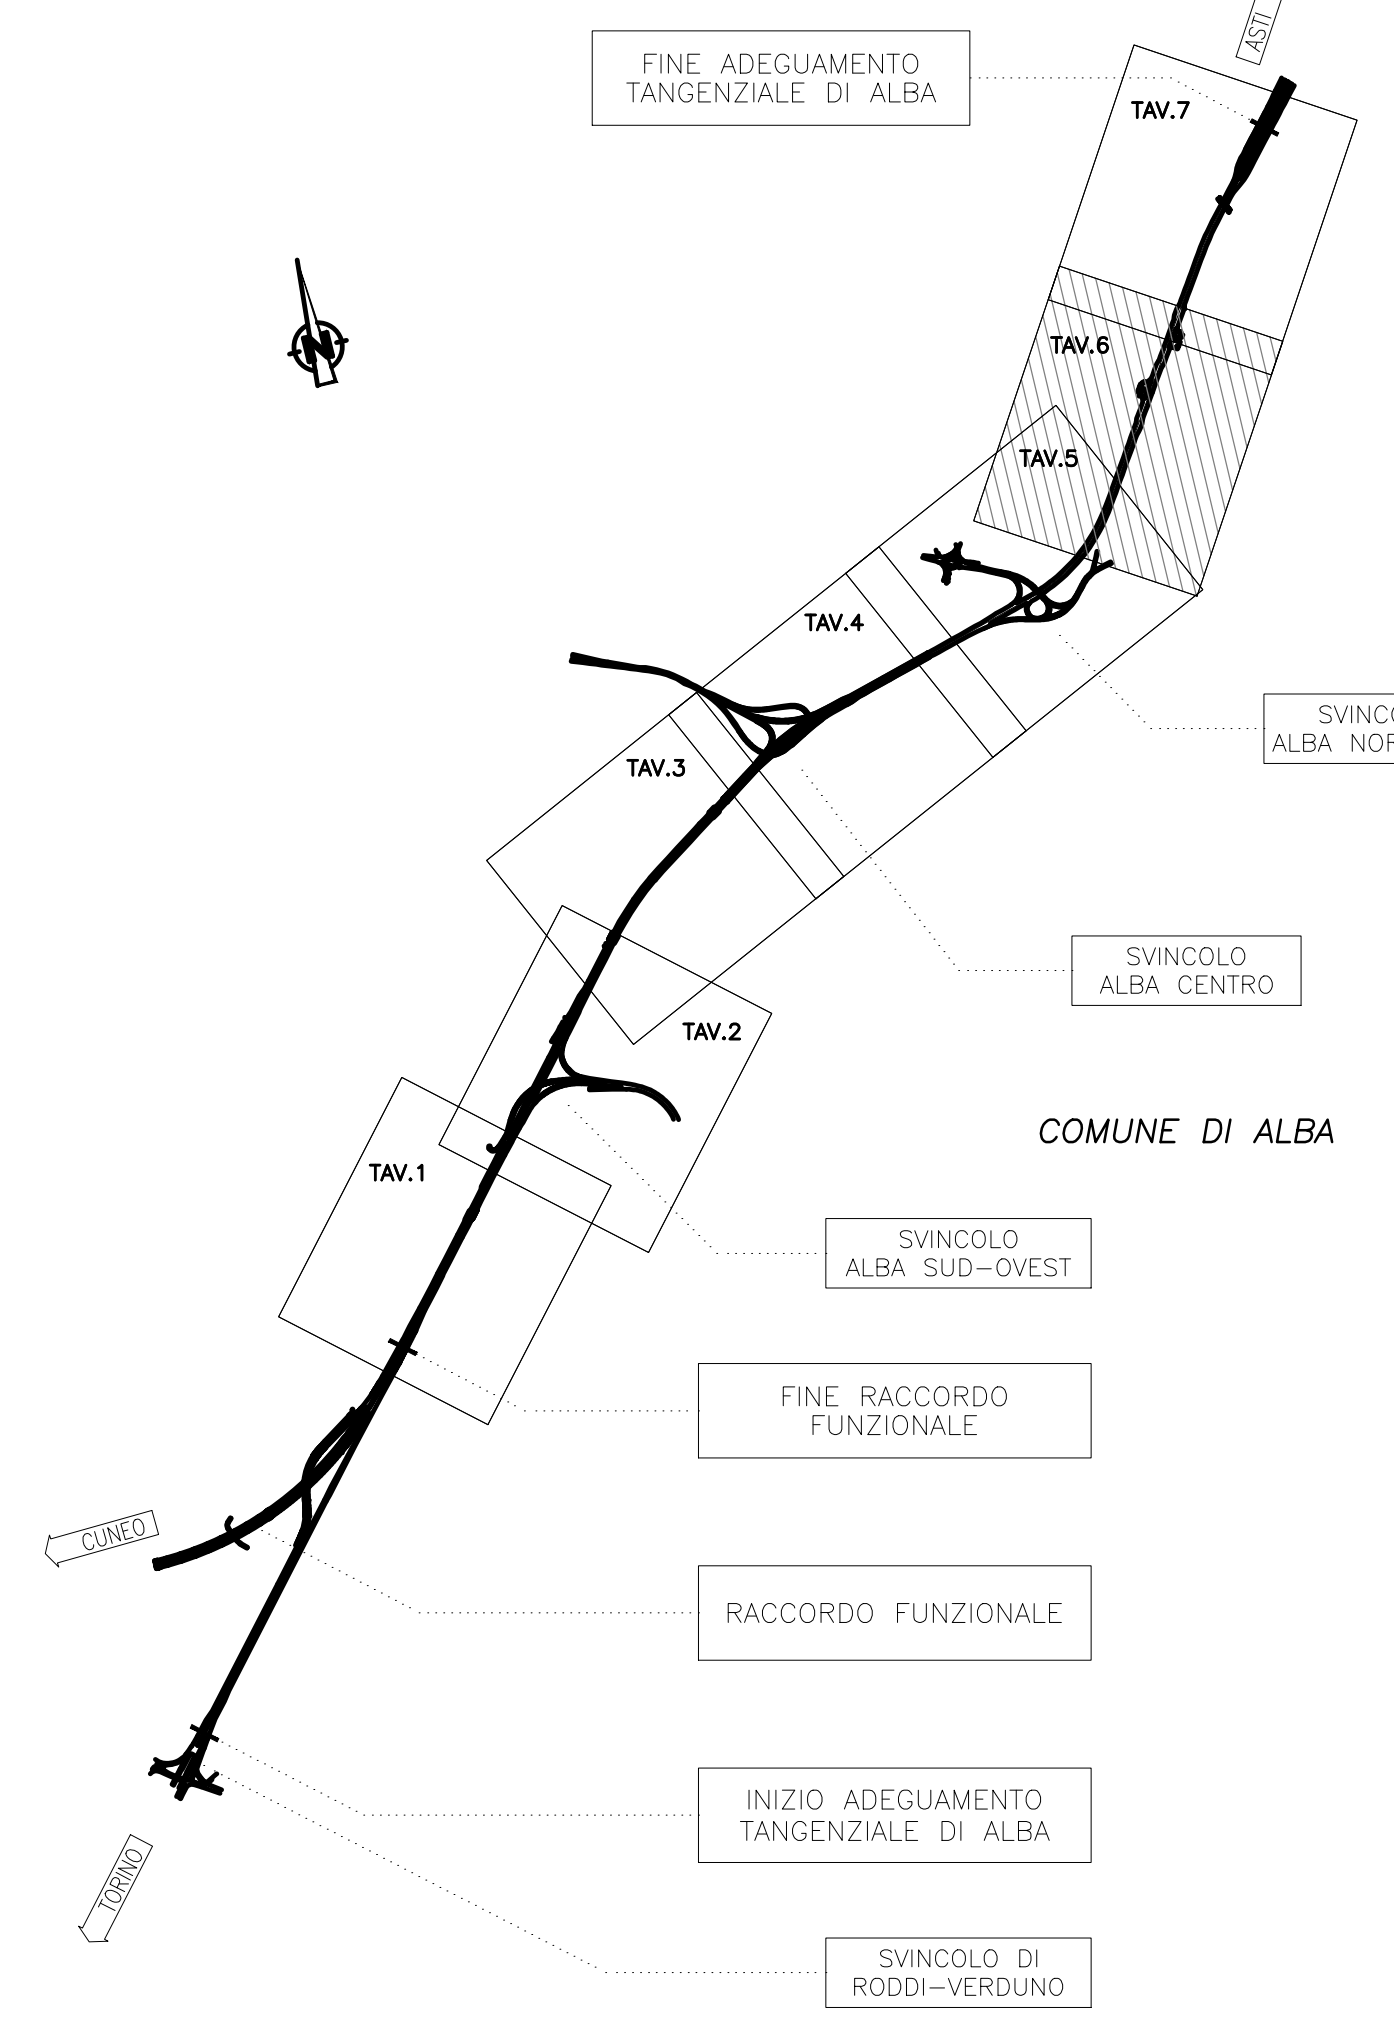 ASTI
FINE ADEGUAMENTO
TANGENZIALE DI ALBA
TAV.7
N
TAV.6
TAV.5
TAV.4
ALBA
TAV.3
SVINCOLO
ALBA CENTRO
TAV.2
COMUNE DI ALBA
TAV.1
SVINCOLO
ALBA SUD-OVEST
FINE RACCORDO
FUNZIONALE
CUNEO
RACCORDO FUNZIONALE
INIZIO ADEGUAMENTO
TANGENZIALE DI ALBA
TORINO
SVINCOLO DI
RODDI-VERDUNO